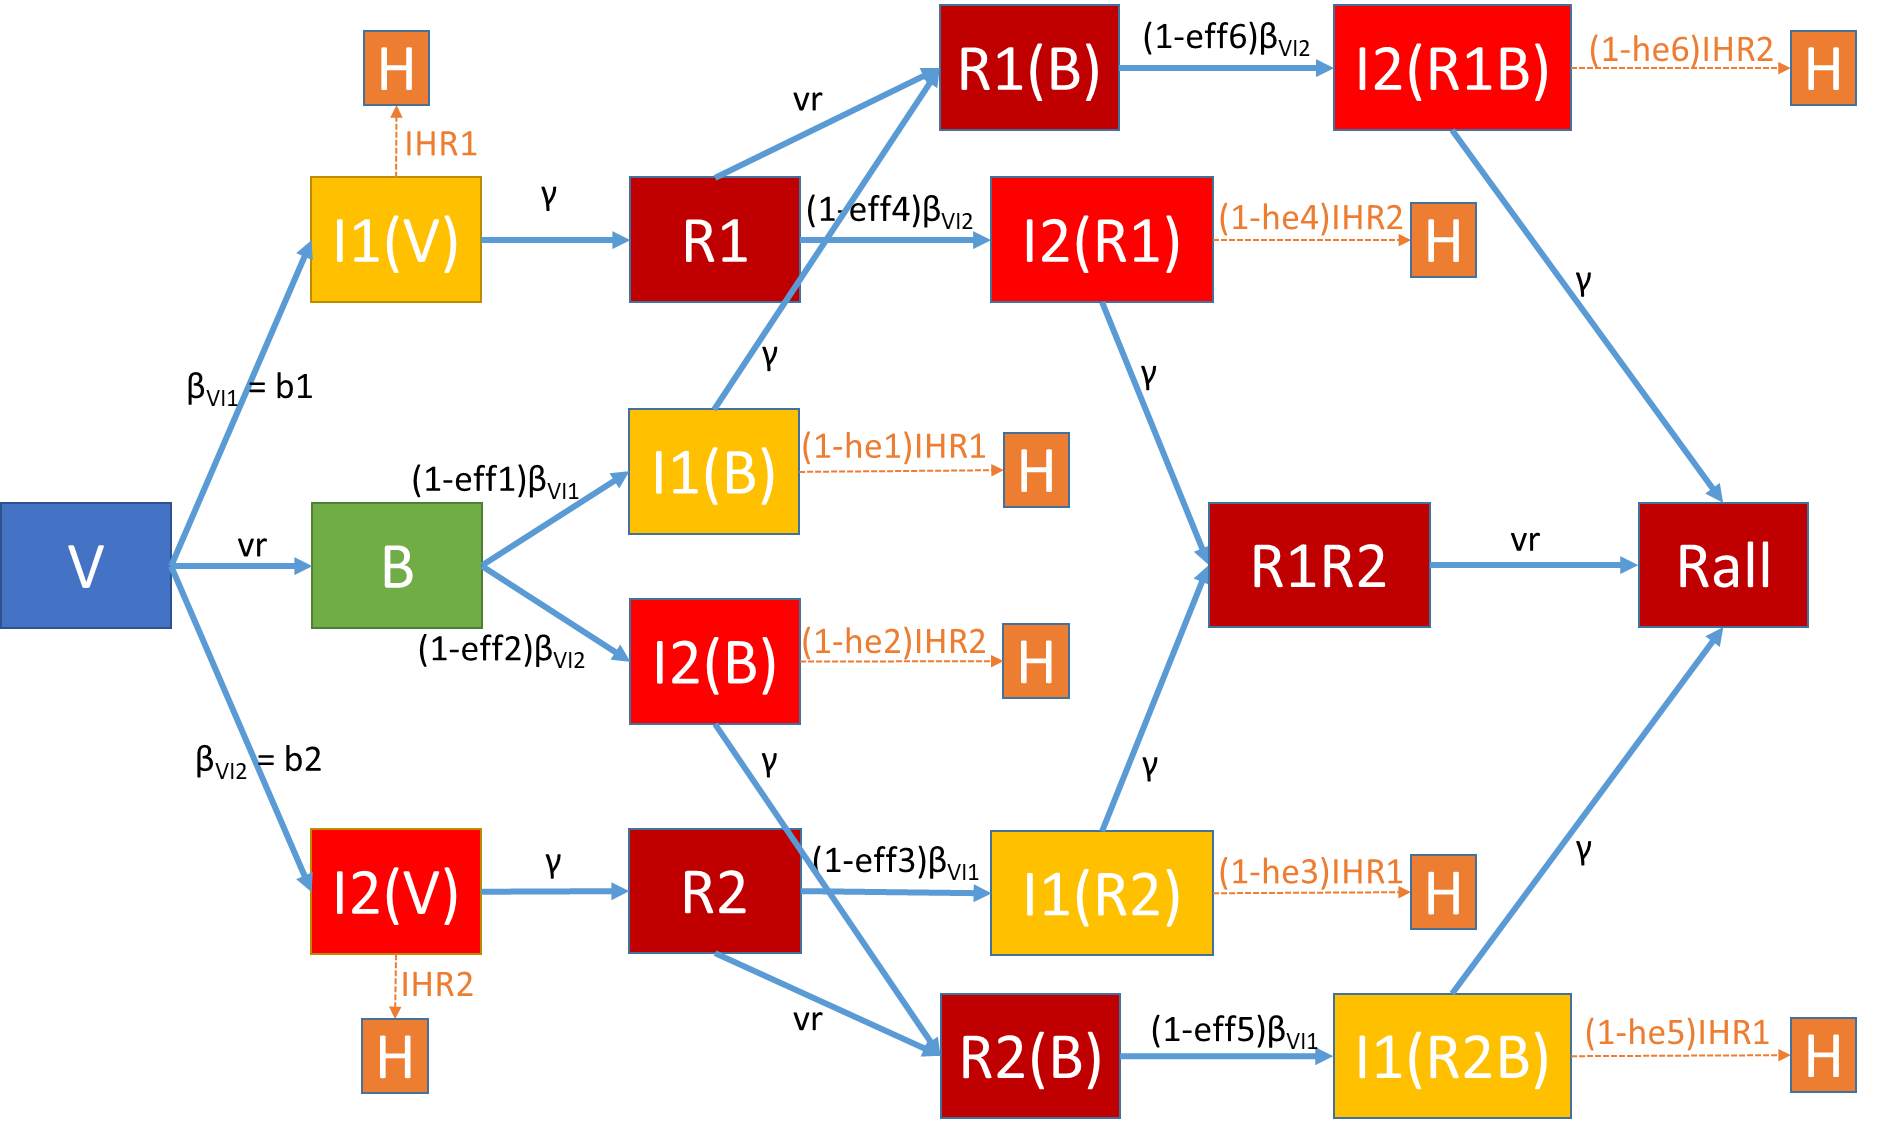 R1(B)
(1-eff6)βVI2
I2(R1B)
(1-he6)IHR2
H
H
IHR1
vr
I1(V)
γ
R1
(1-eff4)βVI2
I2(R1)
(1-he4)IHR2
H
γ
βVI1 = b1
γ
γ
I1(B)
(1-he1)IHR1
H
(1-eff1)βVI1
V
vr
B
R1R2
vr
Rall
(1-eff2)βVI2
I2(B)
(1-he2)IHR2
H
βVI2 = b2
γ
γ
γ
I2(V)
γ
R2
(1-eff3)βVI1
I1(R2)
(1-he3)IHR1
H
IHR2
H
vr
R2(B)
(1-eff5)βVI1
I1(R2B)
(1-he5)IHR1
H